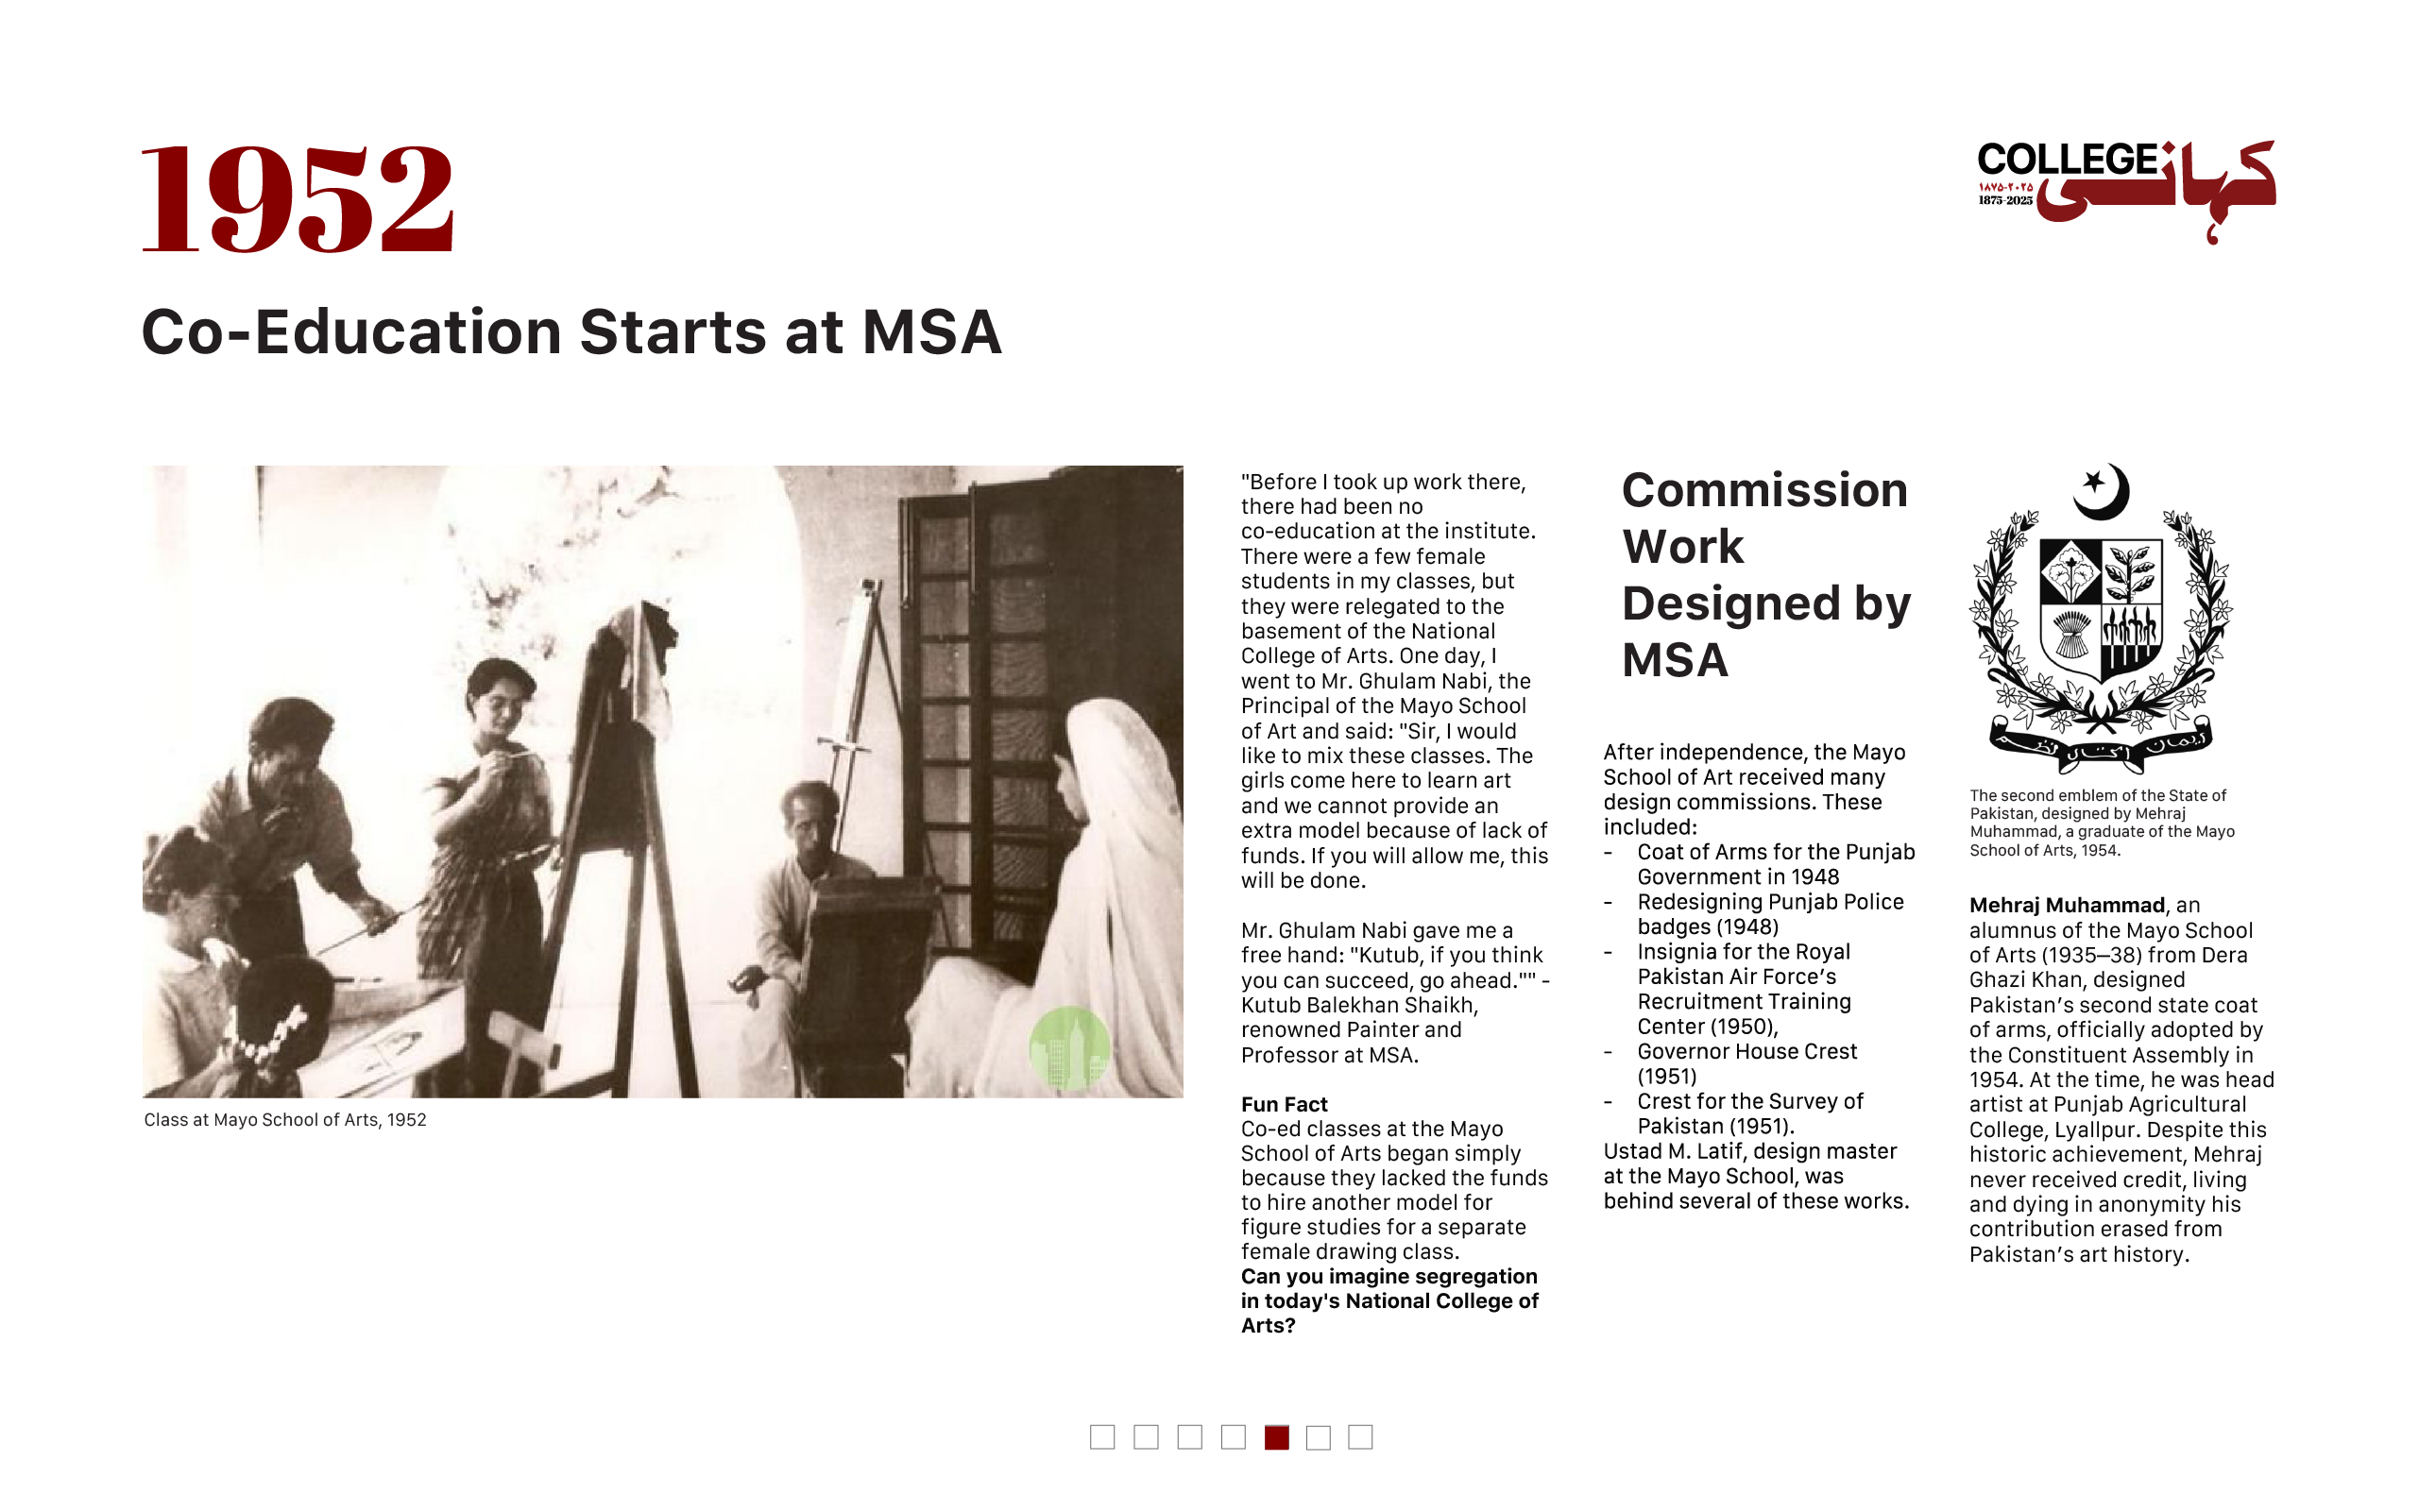 1952
COLLEGE کہانی
۱۸۷۵-۲۰۲۵
1875-2025
Co-Education Starts at MSA
Class at Mayo School of Arts, 1952
"Before I took up work there,
there had been no
co-education at the institute.
There were a few female
students in my classes, but
they were relegated to the
basement of the National
College of Arts. One day, I
went to Mr. Ghulam Nabi, the
Principal of the Mayo School
of Art and said: "Sir, I would
like to mix these classes. The
girls come here to learn art
and we cannot provide an
extra model because of lack of
funds. If you will allow me, this
will be done.
Mr. Ghulam Nabi gave me a
free hand: "Kutub, if you think
you can succeed, go ahead."" -
Kutub Balekhan Shaikh,
renowned Painter and
Professor at MSA.
Fun Fact
Co-ed classes at the Mayo
School of Arts began simply
because they lacked the funds
to hire another model for
figure studies for a separate
female drawing class.
Can you imagine segregation
in today's National College of
Arts?
Commission
Work
Designed by
MSA
After independence, the Mayo
School of Art received many
design commissions. These
included:
- Coat of Arms for the Punjab
Government in 1948
- Redesigning Punjab Police
badges (1948)
- Insignia for the Royal
Pakistan Air Force’s
Recruitment Training
Center (1950),
- Governor House Crest
(1951)
- Crest for the Survey of
Pakistan (1951).
Ustad M. Latif, design master
at the Mayo School, was
behind several of these works.
ایمان اتحاد نظم
The second emblem of the State of
Pakistan, designed by Mehraj
Muhammad, a graduate of the Mayo
School of Arts, 1954.
Mehraj Muhammad, an
alumnus of the Mayo School
of Arts (1935–38) from Dera
Ghazi Khan, designed
Pakistan’s second state coat
of arms, officially adopted by
the Constituent Assembly in
1954. At the time, he was head
artist at Punjab Agricultural
College, Lyallpur. Despite this
historic achievement, Mehraj
never received credit, living
and dying in anonymity his
contribution erased from
Pakistan’s art history.